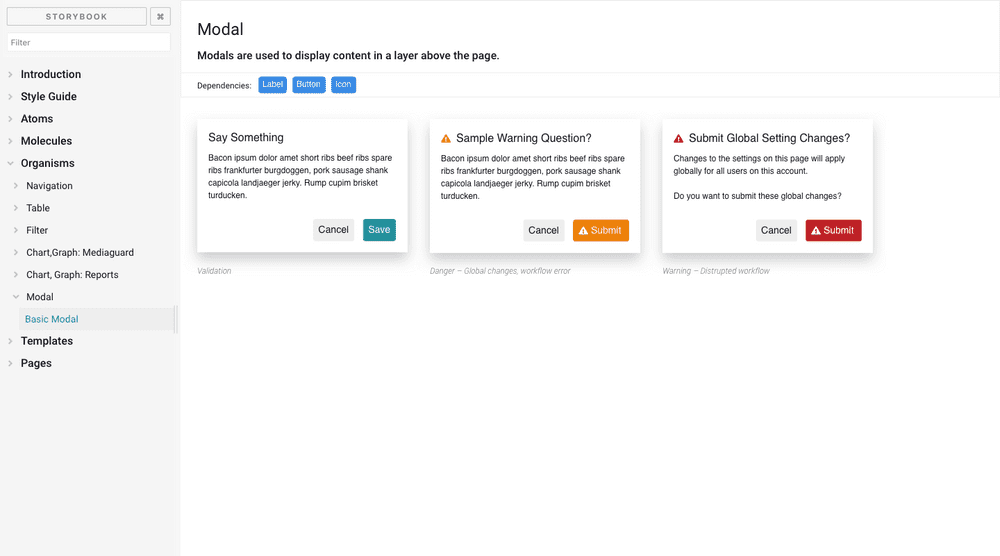 STORYBOOK
⌘
Filter
Introduction
Style Guide
Atoms
Molecules
Organisms
Navigation
Table
Filter
Chart,Graph: Mediaguard
Chart, Graph: Reports
Modal
Basic Modal
Templates
Pages
Modal
Modals are used to display content in a layer above the page.
Dependencies: Label Button Icon
Say Something
Bacon ipsum dolor amet short ribs beef ribs spare
ribs frankfurter burgdoggen, pork sausage shank
capicola landjaeger jerky. Rump cupim brisket
turducken.
Cancel Save
Validation
Sample Warning Question?
Bacon ipsum dolor amet short ribs beef ribs spare
ribs frankfurter burgdoggen, pork sausage shank
capicola landjaeger jerky. Rump cupim brisket
turducken.
Cancel Submit
Danger – Global changes, workflow error
Submit Global Setting Changes?
Changes to the settings on this page will apply
globally for all users on this account.
Do you want to submit these global changes?
Cancel Submit
Warning – Distrupted workflow